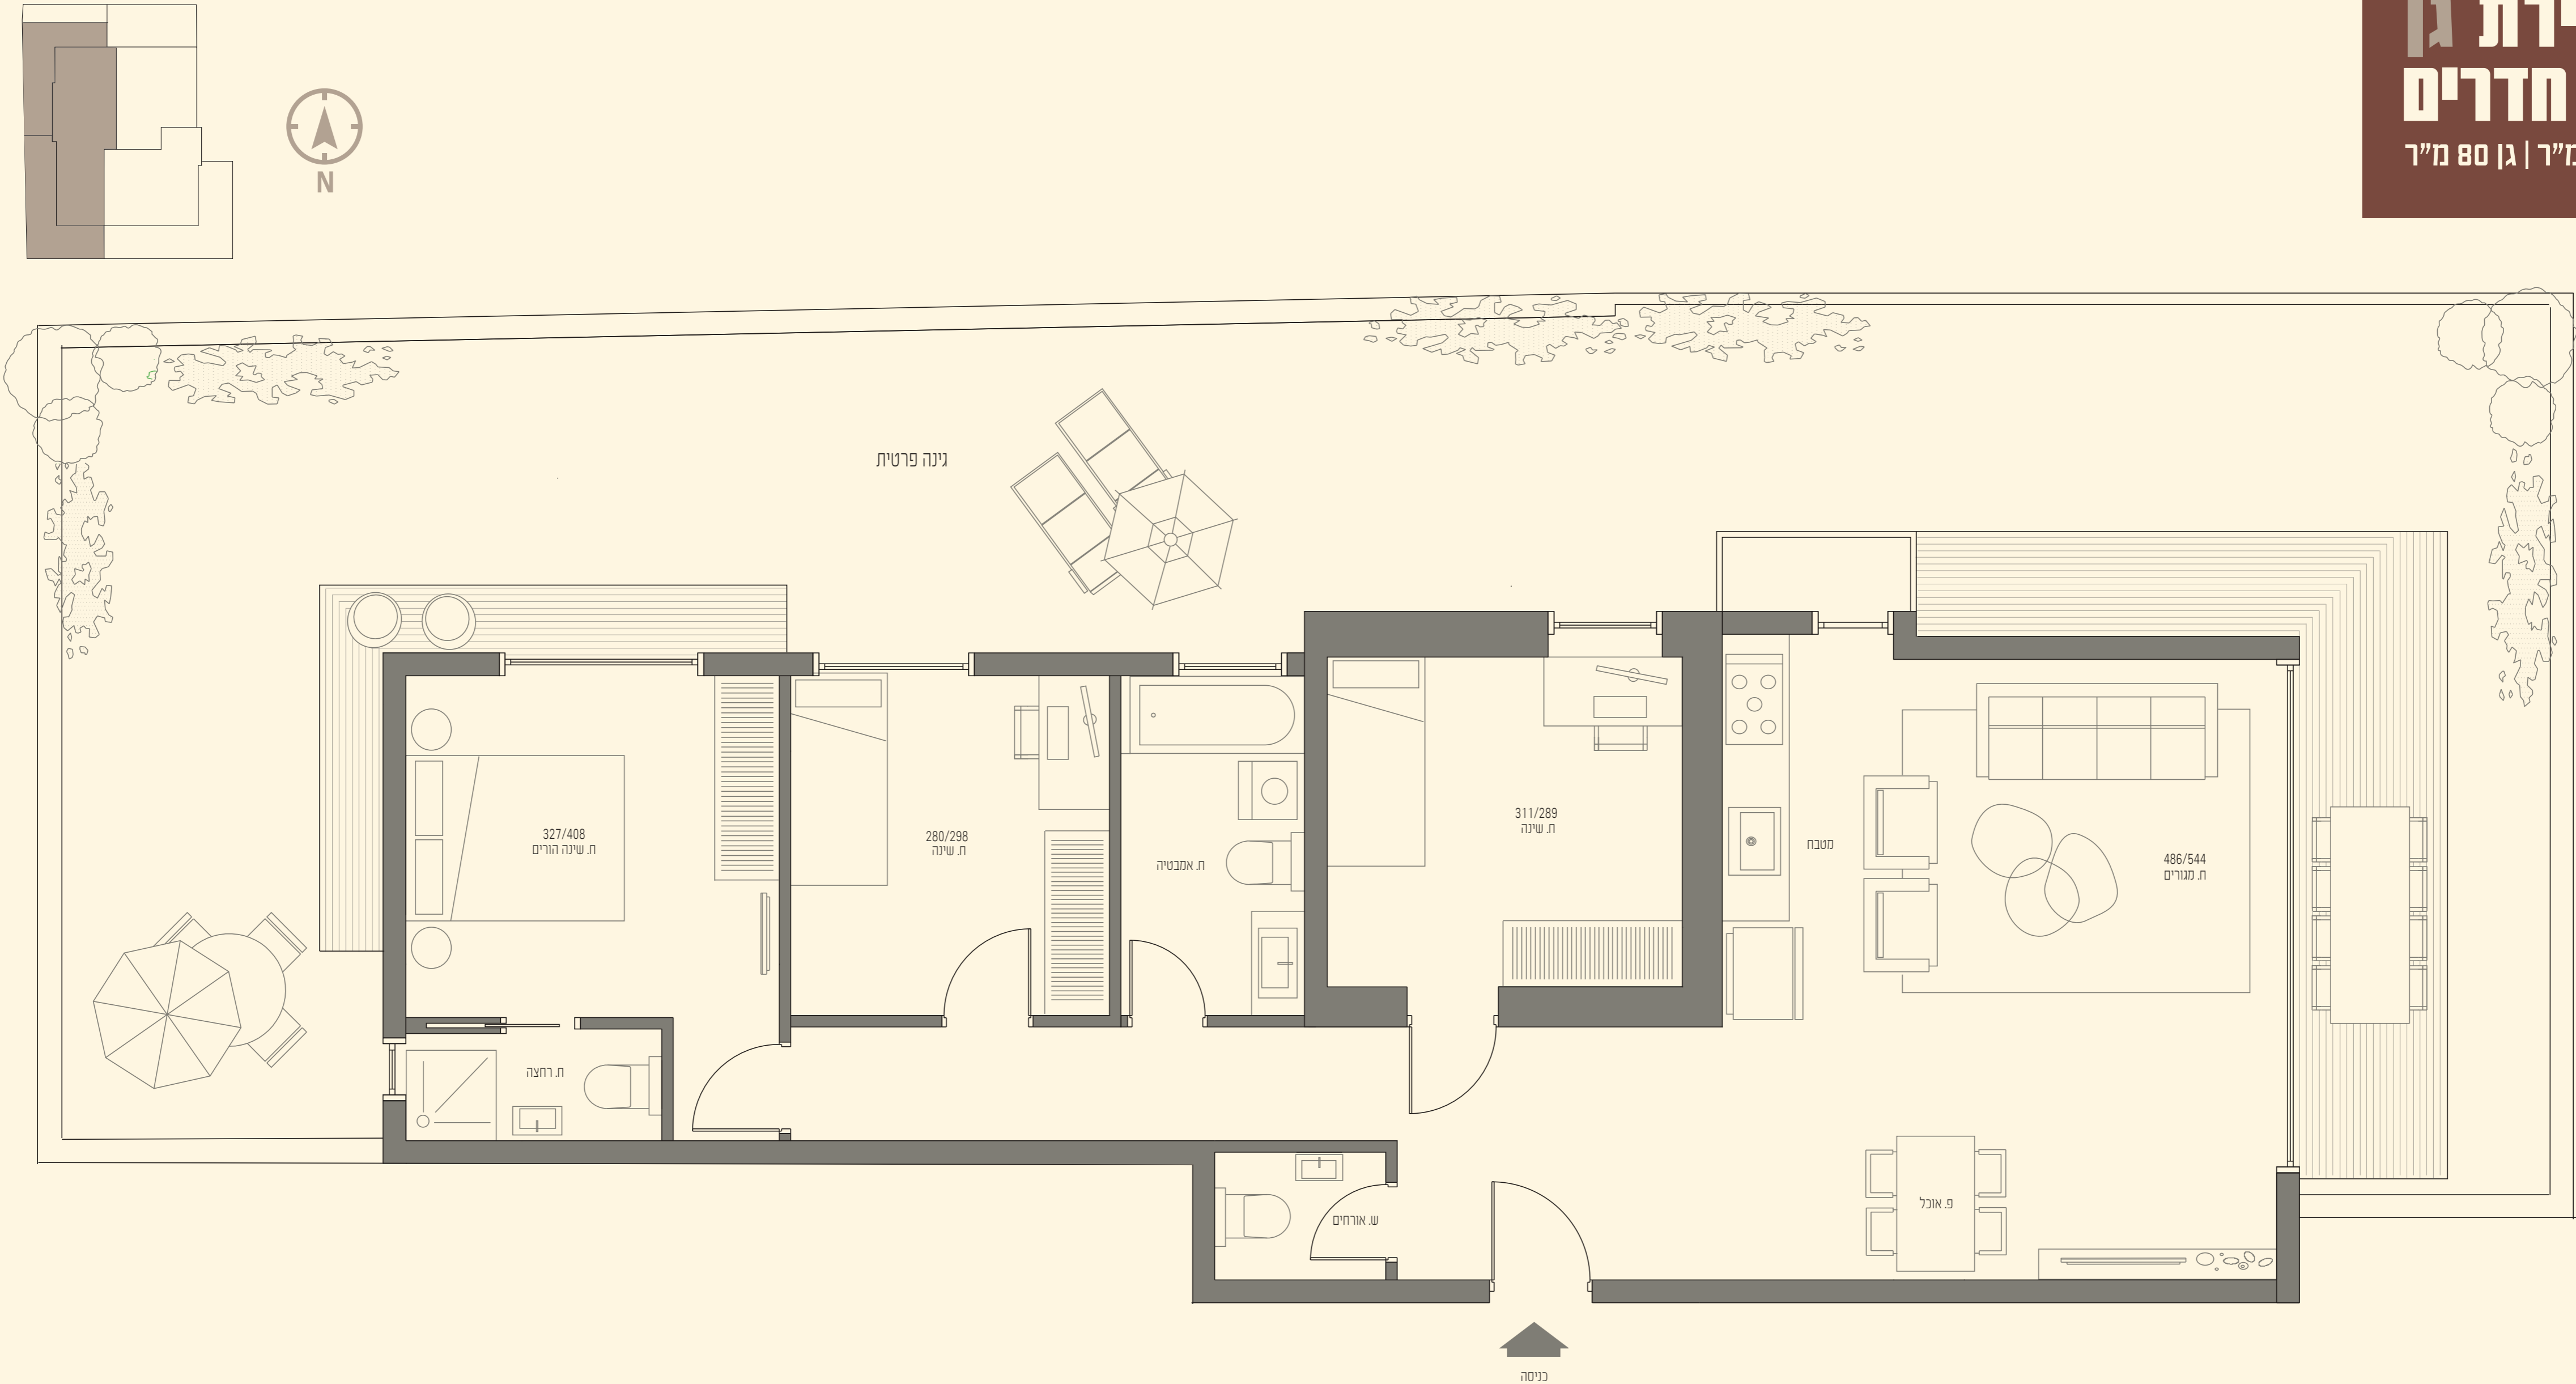 גן
חדרים
גן 80 מ"ר
N
גינה פרטית
327/408
ח. שינה הורים
280/298
ח. שינה
ח. אמבטיה
311/289
ח. שינה
מטבח
486/544
ח. מגורים
ח. רחצה
ש. אורחים
פ. אוכל
כניסה